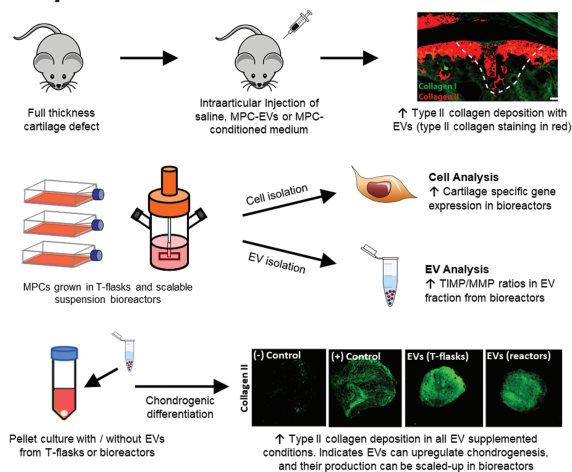 Full thickness
cartilage defect
Intraarticular Injection of
saline, MPC-EVs or MPC-
conditioned medium
Collagen I
Collagen II
↑ Type II collagen deposition with
EVs (type II collagen staining in red)
MPCs grown in T-flasks and scalable
suspension bioreactors
Cell isolation
EV isolation
Cell Analysis
↑ Cartilage specific gene
expression in bioreactors
EV Analysis
↑ TIMP/MMP ratios in EV
fraction from bioreactors
Pellet culture with / without EVs
from T-flasks or bioreactors
Chondrogenic
differentiation
Collagen II
(-) Control
(+) Control
EVs (T-flasks)
EVs (reactors)
↑ Type II collagen deposition in all EV supplemented
conditions. Indicates EVs can upregulate chondrogenesis,
and their production can be scaled-up in bioreactors